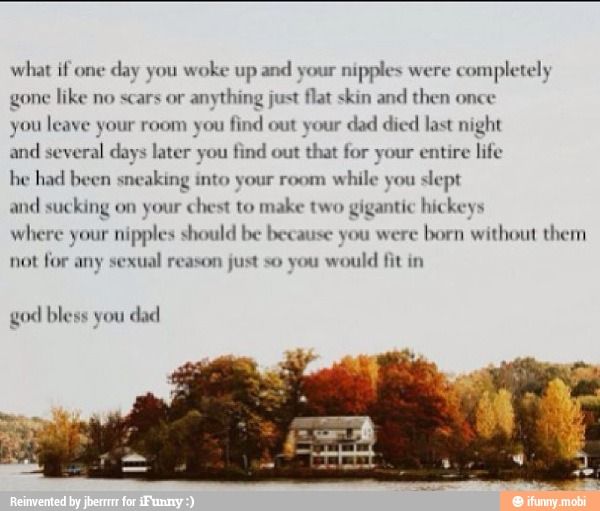 what if one day you woke up and your nipples were completely
gone like no scars or anything just flat skin and then once
you leave your room you find out your dad died last night
and several days later you find out that for your entire life
he had been sneaking into your room while you slept
and sucking on your chest to make two gigantic hickeys
where your nipples should be because you were born without them
not for any sexual reason just so you would fit in
god bless you dad
Reinvented by jberrrrr for iFunny :)
ifunny.mobi